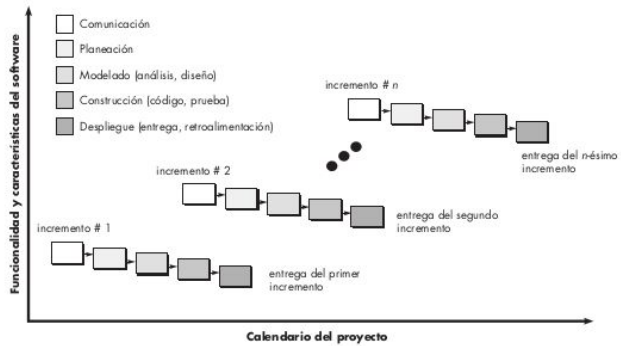 Comunicación
Planeación
Modelado (análisis, diseño)
Construcción (código, prueba)
Despliegue (entrega, retroalimentación)
Funcionalidad y características del software
incremento # n
entrega del n-ésimo
incremento
incremento # 2
entrega del segundo
incremento
incremento # 1
entrega del primer
incremento
Calendario del proyecto